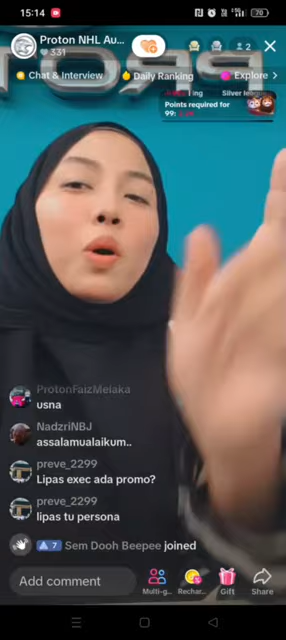 15:14
70
Proton NHL Au...
331
2
Chat & Interview
Daily Ranking
Explore >
Silver leag
Points required for
99:
ProtonFaizMelaka
usna
NadzriNBJ
assalamualaikum..
preve_2299
Lipas exec ada promo?
preve_2299
lipas tu persona
7 Sem Dooh Beepee joined
Add comment
Multi-g...
Rechar...
Gift
Share